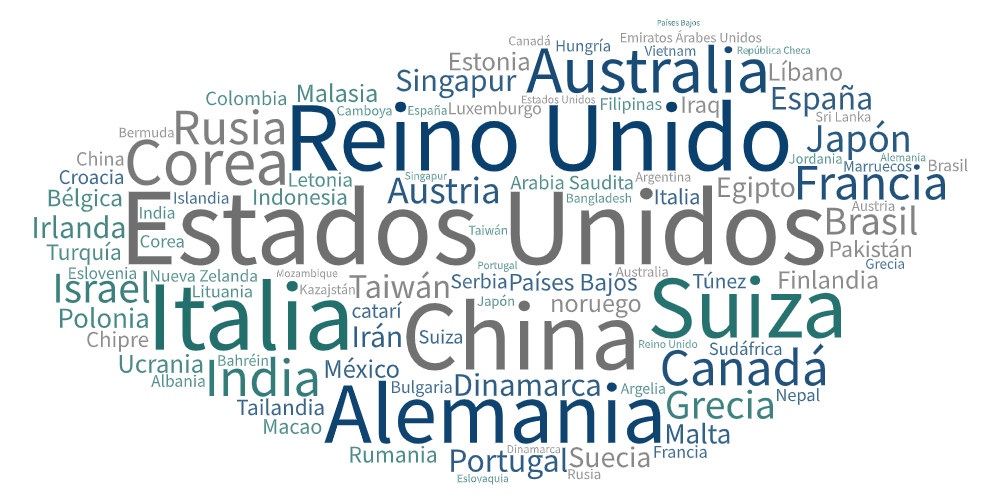 Países Bajos
Canadá
Hungría
Emiratos Árabes Unidos
Vietnam
República Checa
Estonia
Australia
Líbano
Singapur
Colombia
Malasia
Camboya
España
Luxemburgo
Estados Unidos
Filipinas
Iraq
España
Sri Lanka
Bermuda
Rusia
Reino Unido
Japón
China
Corea
Jordania
Alemania
Marruecos
Brasil
Croacia
Letonia
Singapur
Austria
Arabia Saudita
Argentina
Egipto
Francia
Bélgica
Islandia
Indonesia
Bangladesh
Italia
Austria
India
Irlanda
Estados Unidos
Brasil
Corea
Taiwán
Turquía
Pakistán
Grecia
Eslovenia
Nueva Zelanda
Mozambique
Portugal
Australia
Israel
Lituania
Kazajstán
Taiwán
Serbia
Países Bajos
Túnez
Finlandia
Italia
Japón
noruego
Suiza
Polonia
catarí
China
Chipre
Irán
Suiza
Reino Unido
Sudáfrica
Ucrania
Bahréin
México
Canadá
Albania
India
Bulgaria
Dinamarca
Argelia
Nepal
Tailandia
Alemania
Grecia
Macao
Malta
Rumania
Portugal
Dinamarca
Suecia
Francia
Eslovaquia
Rusia